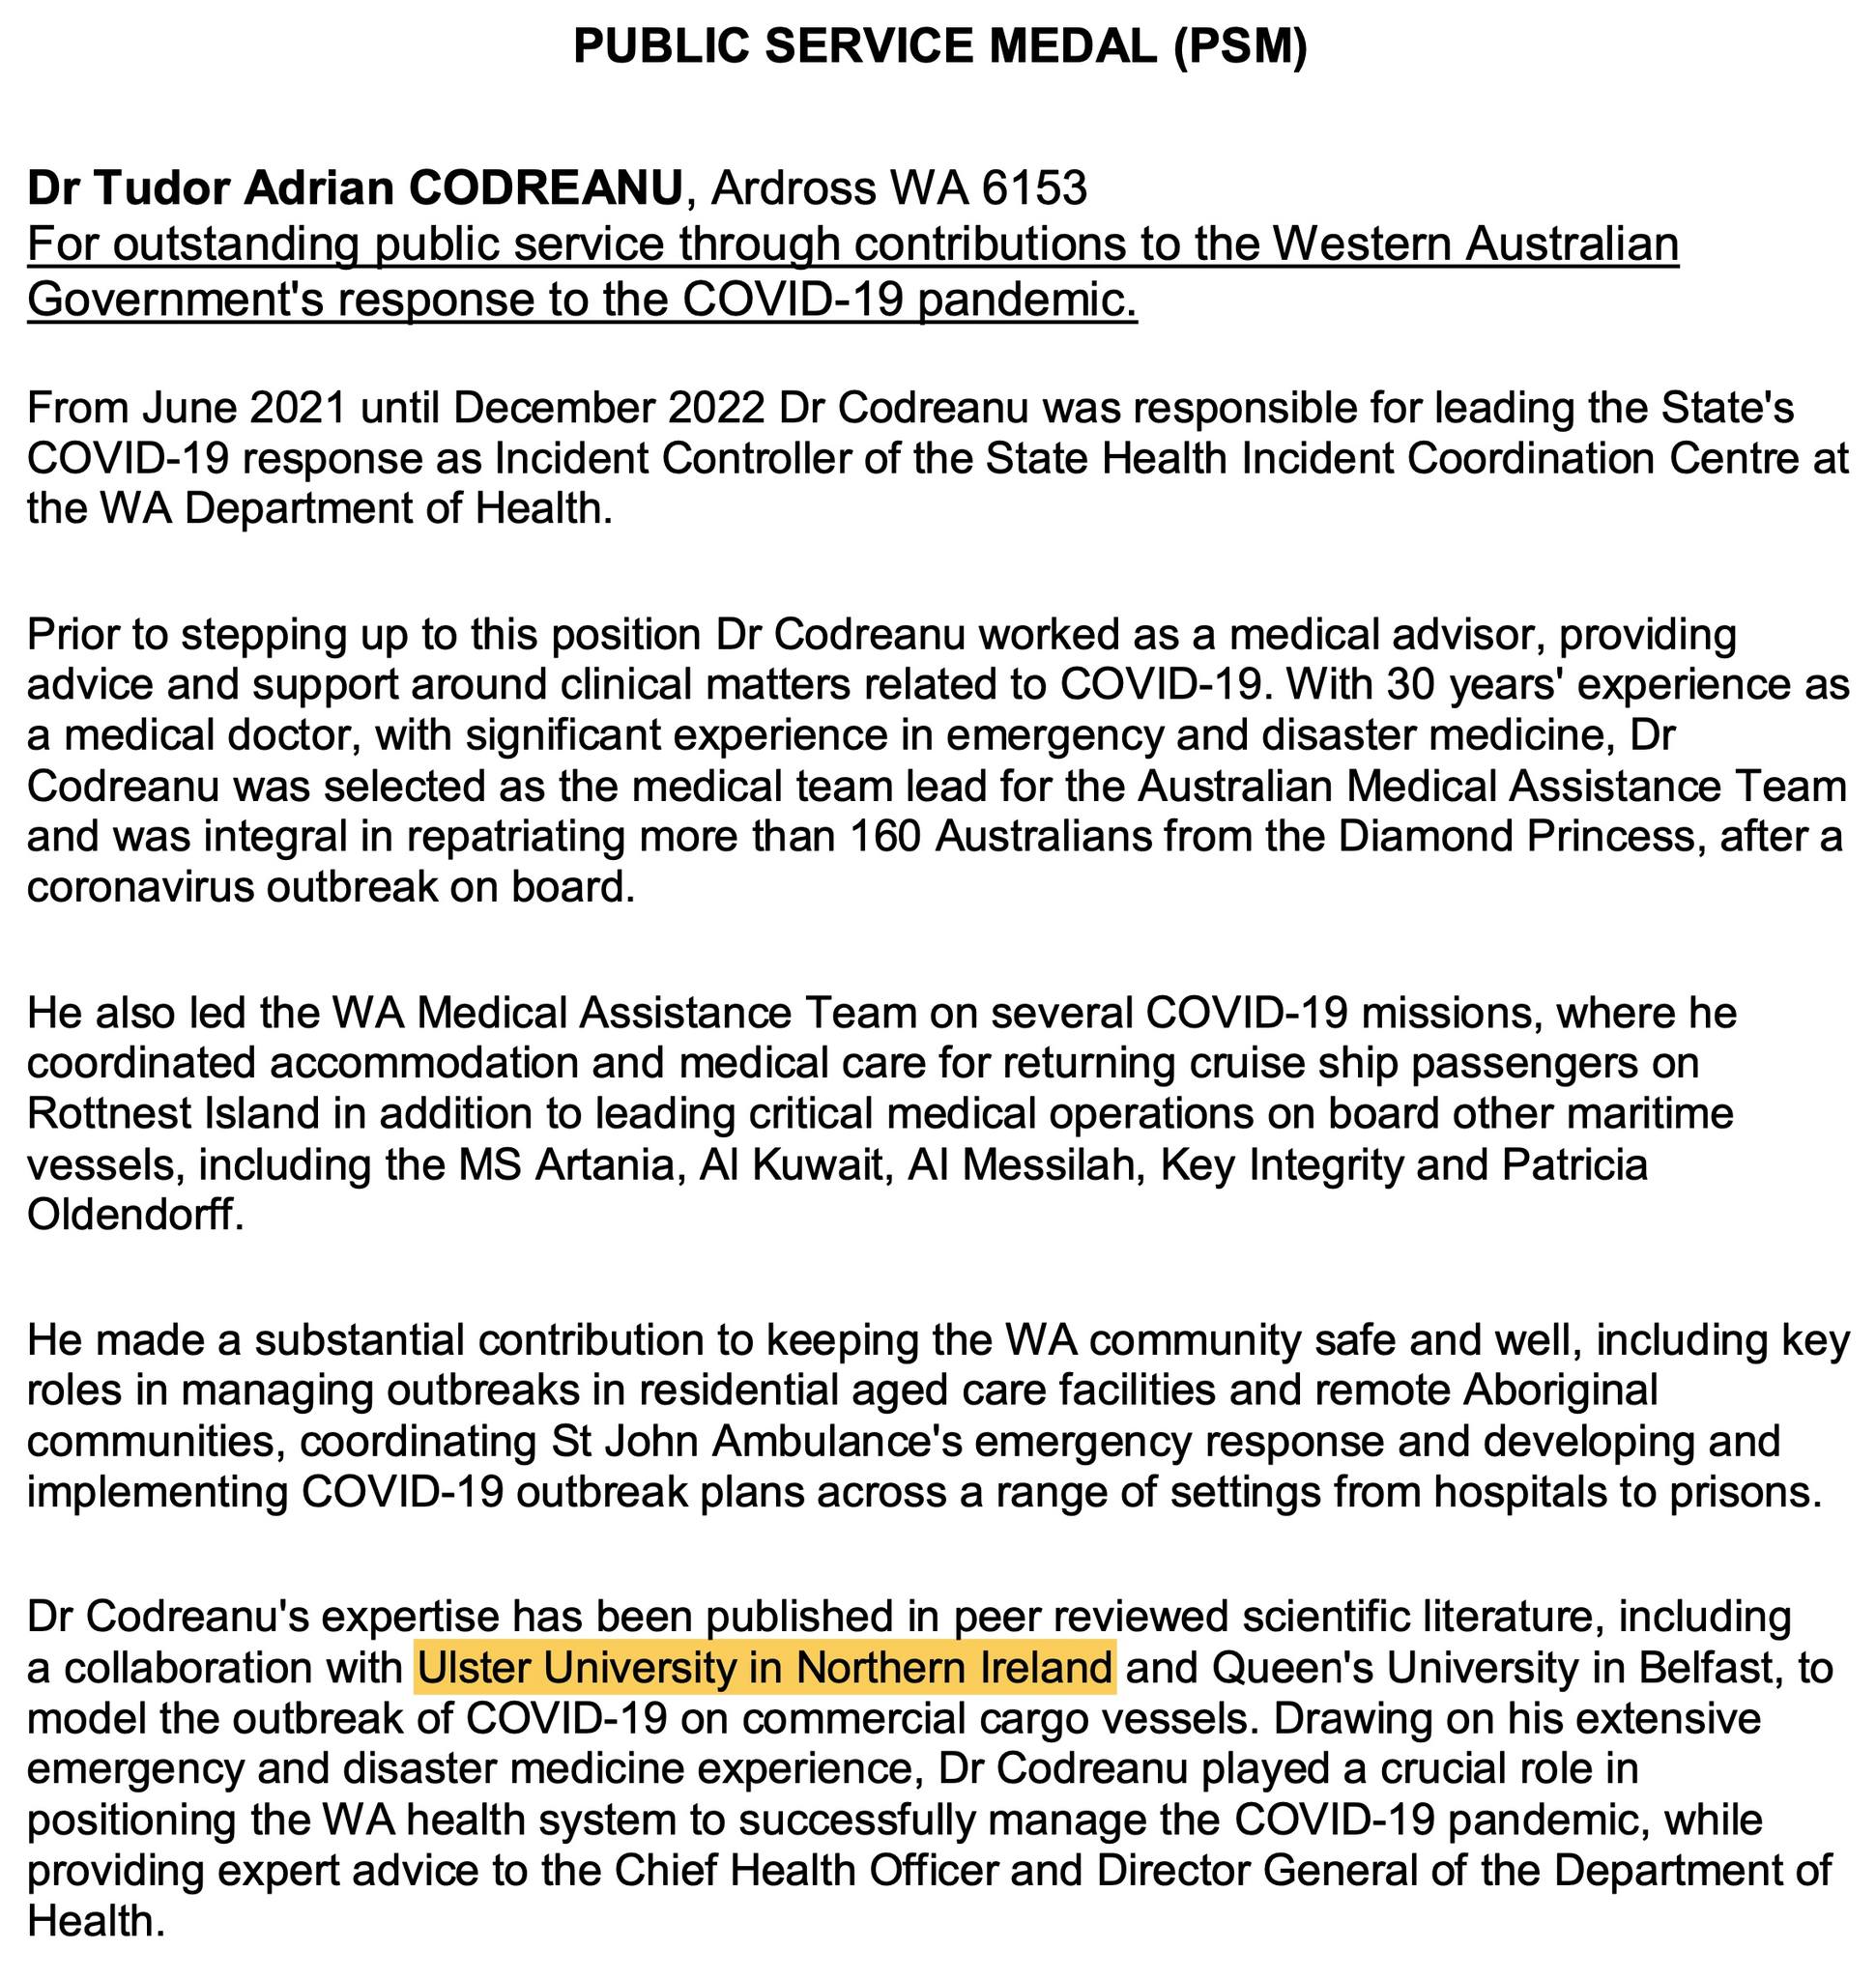 PUBLIC SERVICE MEDAL (PSM)
Dr Tudor Adrian CODREANU, Ardross WA 6153
For outstanding public service through contributions to the Western Australian
Government's response to the COVID-19 pandemic.
From June 2021 until December 2022 Dr Codreanu was responsible for leading the State's
COVID-19 response as Incident Controller of the State Health Incident Coordination Centre at
the WA Department of Health.
Prior to stepping up to this position Dr Codreanu worked as a medical advisor, providing
advice and support around clinical matters related to COVID-19. With 30 years' experience as
a medical doctor, with significant experience in emergency and disaster medicine, Dr
Codreanu was selected as the medical team lead for the Australian Medical Assistance Team
and was integral in repatriating more than 160 Australians from the Diamond Princess, after a
coronavirus outbreak on board.
He also led the WA Medical Assistance Team on several COVID-19 missions, where he
coordinated accommodation and medical care for returning cruise ship passengers on
Rottnest Island in addition to leading critical medical operations on board other maritime
vessels, including the MS Artania, Al Kuwait, Al Messilah, Key Integrity and Patricia
Oldendorff.
He made a substantial contribution to keeping the WA community safe and well, including key
roles in managing outbreaks in residential aged care facilities and remote Aboriginal
communities, coordinating St John Ambulance's emergency response and developing and
implementing COVID-19 outbreak plans across a range of settings from hospitals to prisons.
Dr Codreanu's expertise has been published in peer reviewed scientific literature, including
a collaboration with Ulster University in Northern Ireland and Queen's University in Belfast, to
model the outbreak of COVID-19 on commercial cargo vessels. Drawing on his extensive
emergency and disaster medicine experience, Dr Codreanu played a crucial role in
positioning the WA health system to successfully manage the COVID-19 pandemic, while
providing expert advice to the Chief Health Officer and Director General of the Department of
Health.